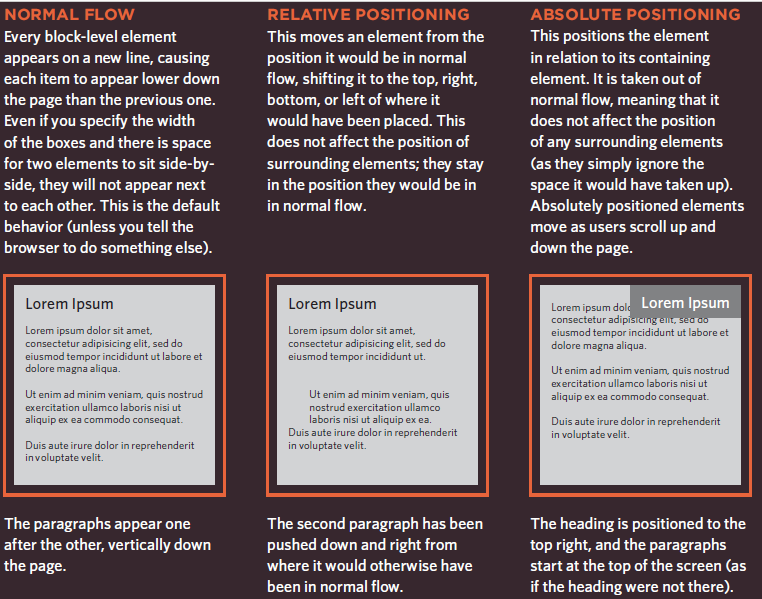 NORMAL FLOW
Every block-level element
appears on a new line, causing
each item to appear lower down
the page than the previous one.
Even if you specify the width
of the boxes and there is space
for two elements to sit side-by-
side, they will not appear next
to each other. This is the default
behavior (unless you tell the
browser to do something else).
Lorem Ipsum
Lorem ipsum dolor sit amet,
consectetur adipisicing elit, sed do
eiusmod tempor incididunt ut labore et
dolore magna aliqua.
Ut enim ad minim veniam, quis nostrud
exercitation ullamco laboris nisi ut
aliquip ex ea commodo consequat.
Duis aute irure dolor in reprehenderit
in voluptate velit.
The paragraphs appear one
after the other, vertically down
the page.
RELATIVE POSITIONING
This moves an element from the
position it would be in normal
flow, shifting it to the top, right,
bottom, or left of where it
would have been placed. This
does not affect the position of
surrounding elements; they stay
in the position they would be in
in normal flow.
Lorem Ipsum
Lorem ipsum dolor sit amet,
consectetur adipisicing elit, sed do
eiusmod tempor incididunt ut.
Ut enim ad minim veniam, quis
nostrud exercitation ullamco
laboris nisi ut aliquip ex ea.
Duis aute irure dolor in reprehenderit
in voluptate velit.
The second paragraph has been
pushed down and right from
where it would otherwise have
been in normal flow.
ABSOLUTE POSITIONING
This positions the element
in relation to its containing
element. It is taken out of
normal flow, meaning that it
does not affect the position
of any surrounding elements
(as they simply ignore the
space it would have taken up).
Absolutely positioned elements
move as users scroll up and
down the page.
Lorem Ipsum
Lorem ipsum dolo
consectetur adipisicing elit, sed do
eiusmod tempor incididunt ut labore et
dolore magna aliqua.
Ut enim ad minim veniam, quis nostrud
exercitation ullamco laboris nisi ut
aliquip ex ea commodo consequat.
Duis aute irure dolor in reprehenderit
in voluptate velit.
The heading is positioned to the
top right, and the paragraphs
start at the top of the screen (as
if the heading were not there).